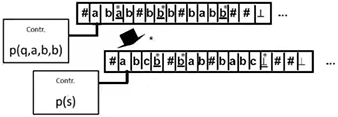 Contr.
p(q,a,b,b)
# a b a b # b b # b a b b # # ⊥ ...
*
Contr.
p(s)
# a b c b # b # b a b # b a b c ⊥ # # ⊥ ...